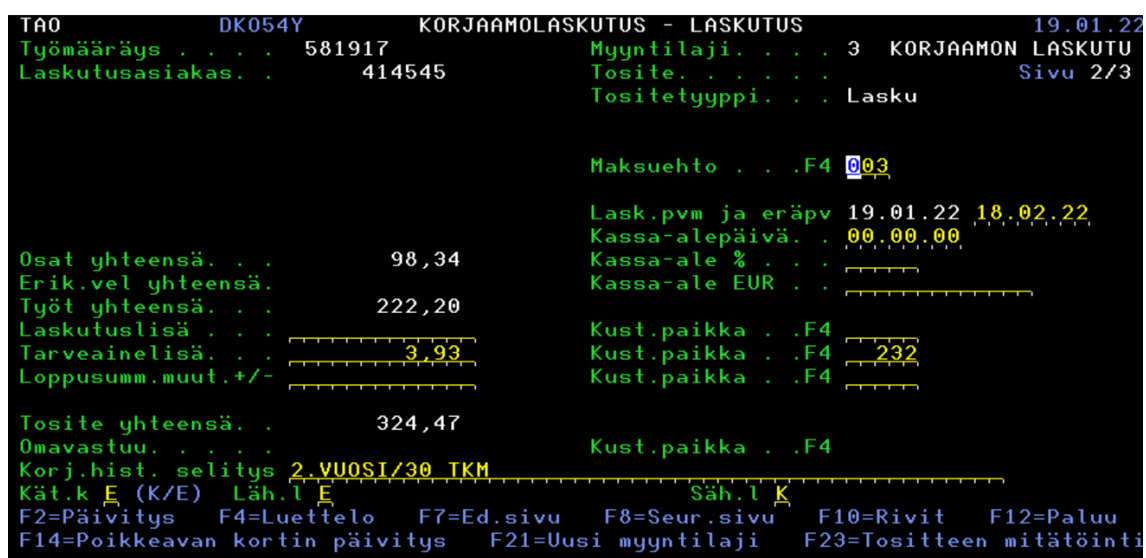 TAO DKO54Y KORJAAMOLASKUTUS - LASKUTUS 19.01.22
Työmääräys . . . . 581917 Myyntilaji. . . . 3 KORJAAMON LASKUTU
Laskutusasiakas. . 414545 Tosite. . . . . . Sivu 2/3
Tositetyyppi. . . Lasku
Maksuehto . . .F4 003
Lask.pvm ja eräpv 19.01.22 18.02.22
Kassa-alepäivä. . 00.00.00
Osat yhteensä. . . 98,34 Kassa-ale % . . .
Erik.vel yhteensä. Kassa-ale EUR . .
Työt yhteensä. . . 222,20
Laskutuslisä . . . Kust.paikka . .F4
Tarveainelisä. . . 3,93 Kust.paikka . .F4 232
Loppusumm.muut.+/- Kust.paikka . .F4
Tosite yhteensä. . 324,47
Omavastuu. . . . . Kust.paikka . .F4
Korj.hist. selitys 2.VUOSI/30 TKM
Kät.k E (K/E) Läh.l E Säh.l K
F2=Päivitys F4=Luettelo F7=Ed.sivu F8=Seur.sivu F10=Rivit F12=Paluu
F14=Poikkeavan kortin päivitys F21=Uusi myyntilaji F23=Tositteen mitätöinti